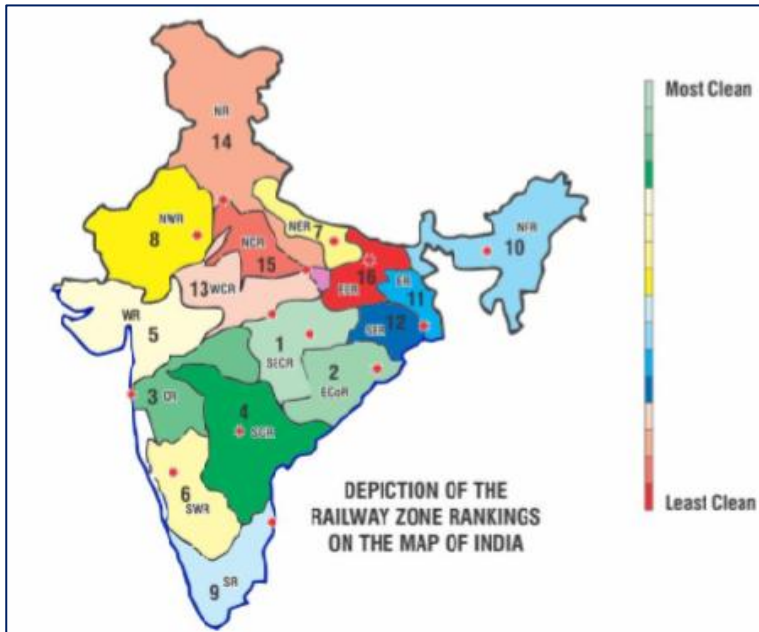 NR
14
NWR
8
NER 7
NCR
15
NFR
10
ECR
16
ER
11
13 WCR
WR
5
SER 12
1
SECR
2
ECoR
3 CR
4
SCR
6
SWR
9 SR
DEPICTION OF THE
RAILWAY ZONE RANKINGS
ON THE MAP OF INDIA
Most Clean
Least Clean